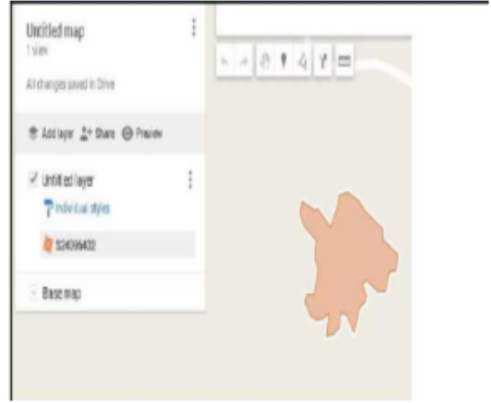 Untitled map
1 view
All changes saved in Drive
Add layer Share Preview
Untitled layer
Individual styles
S24096402
Base map